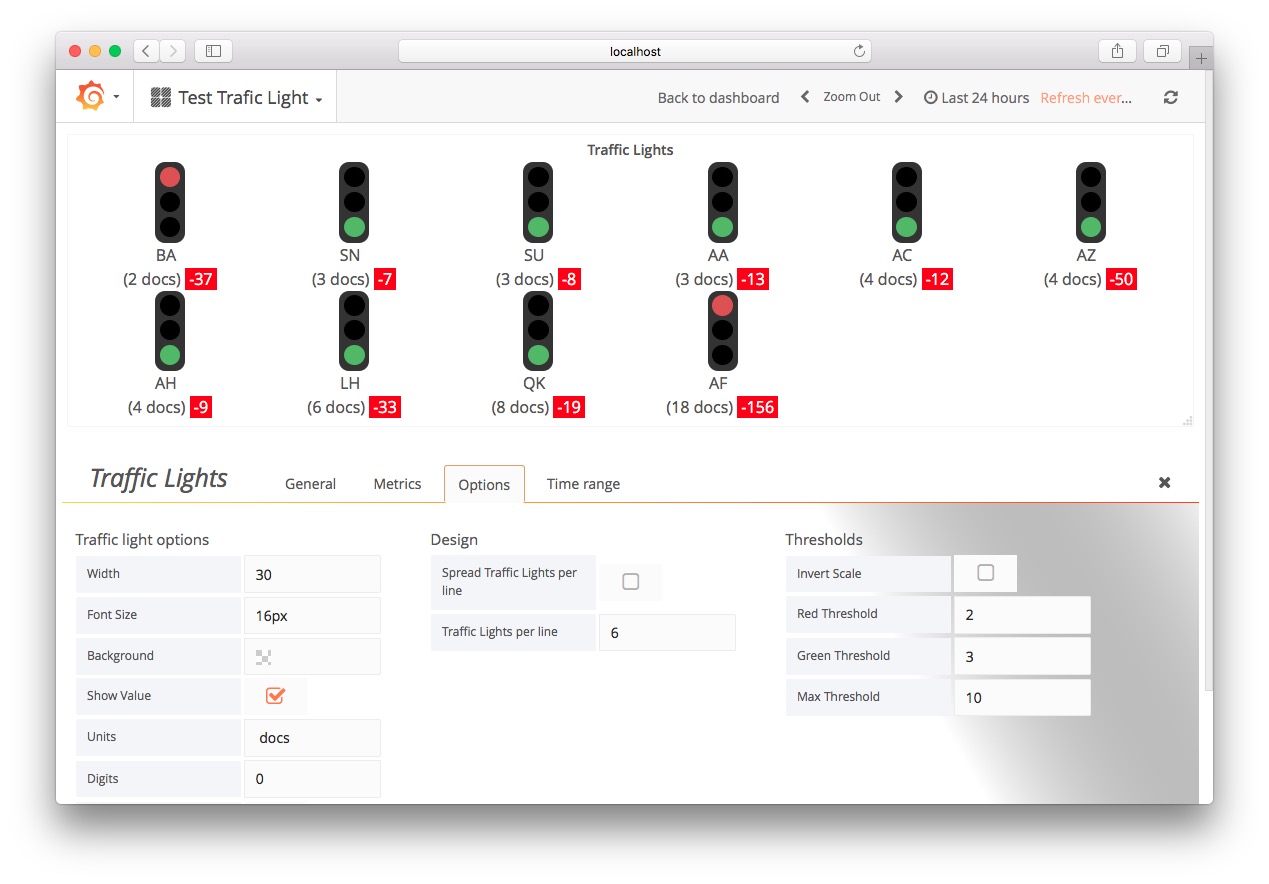 localhost
Test Trafic Light
Back to dashboard
Zoom Out
Last 24 hours
Refresh ever...
Traffic Lights
BA SN SU AA AC AZ
(2 docs) -37 (3 docs) -7 (3 docs) -8 (3 docs) -13 (4 docs) -12 (4 docs) -50
AH LH QK AF
(4 docs) -9 (6 docs) -33 (8 docs) -19 (18 docs) -156
Traffic Lights
General
Metrics
Options
Time range
Traffic light options
Width 30
Font Size 16px
Background
Show Value
Units docs
Digits 0
Design
Spread Traffic Lights per
line
Traffic Lights per line 6
Thresholds
Invert Scale
Red Threshold 2
Green Threshold 3
Max Threshold 10